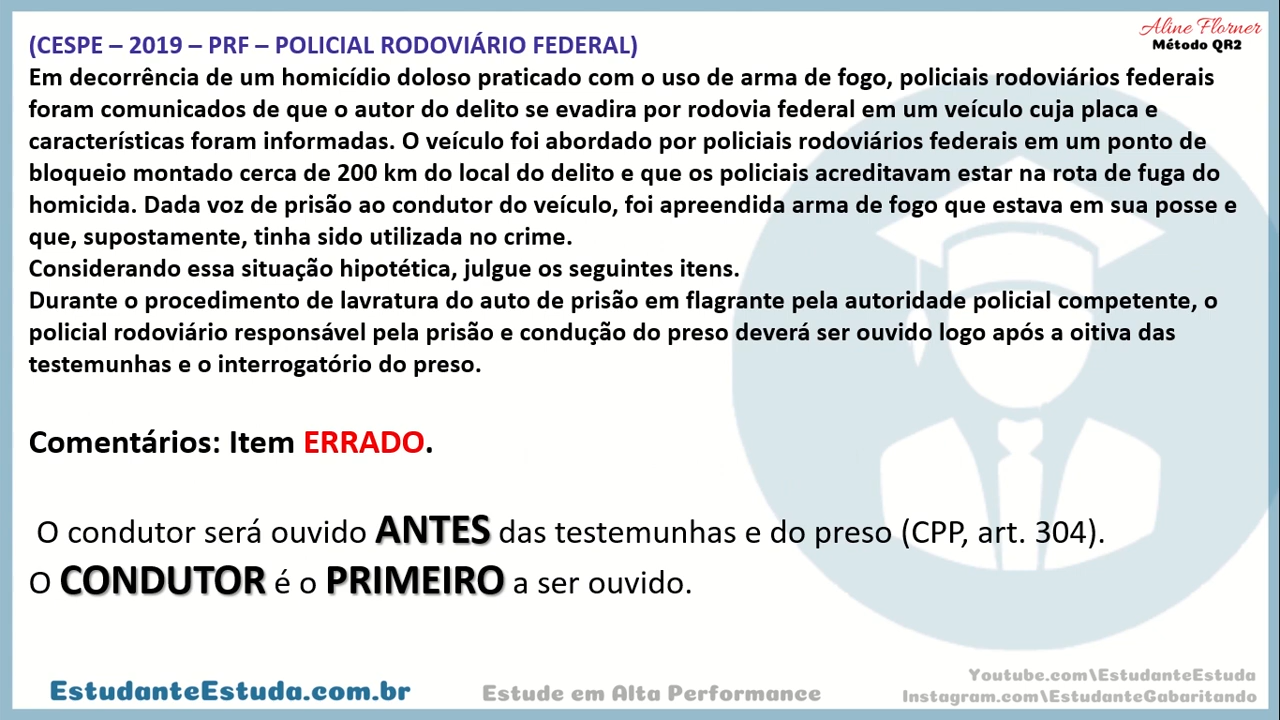 Aline Florner
Método QR2
(CESPE – 2019 – PRF – POLICIAL RODOVIÁRIO FEDERAL)
Em decorrência de um homicídio doloso praticado com o uso de arma de fogo, policiais rodoviários federais
foram comunicados de que o autor do delito se evadira por rodovia federal em um veículo cuja placa e
características foram informadas. O veículo foi abordado por policiais rodoviários federais em um ponto de
bloqueio montado cerca de 200 km do local do delito e que os policiais acreditavam estar na rota de fuga do
homicida. Dada voz de prisão ao condutor do veículo, foi apreendida arma de fogo que estava em sua posse e
que, supostamente, tinha sido utilizada no crime.
Considerando essa situação hipotética, julgue os seguintes itens.
Durante o procedimento de lavratura do auto de prisão em flagrante pela autoridade policial competente, o
policial rodoviário responsável pela prisão e condução do preso deverá ser ouvido logo após a oitiva das
testemunhas e o interrogatório do preso.
Comentários: Item ERRADO.
O condutor será ouvido ANTES das testemunhas e do preso (CPP, art. 304).
O CONDUTOR é o PRIMEIRO a ser ouvido.
EstudanteEstuda.com.br
Estude em Alta Performance
Youtube.com\EstudanteEstuda
Instagram.com\EstudanteGabaritando